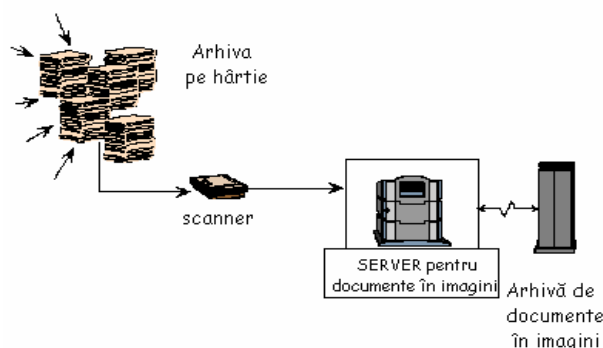 Arhiva
pe hârtie
scanner
SERVER pentru
documente în imagini
Arhivă de
documente
în imagini